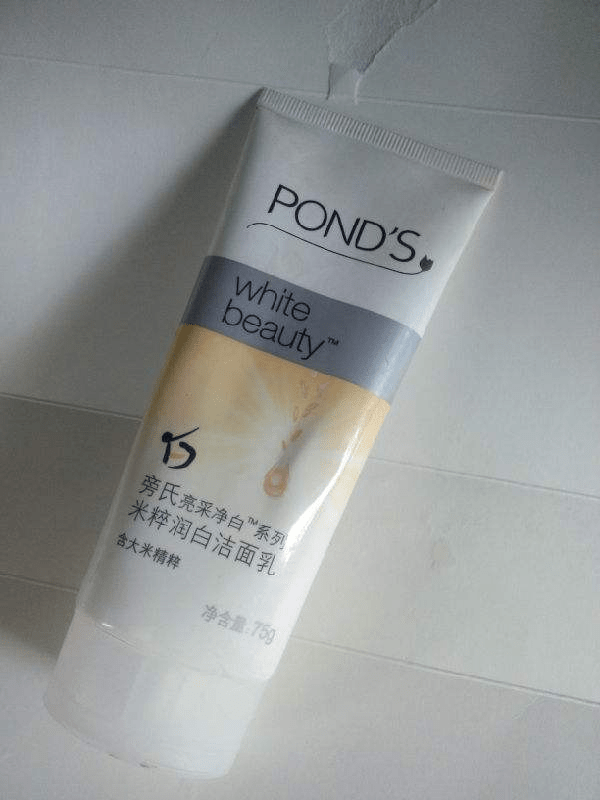 POND'S
white
beauty™
旁氏亮采净白™系列
米粹润白洁面乳
含大米精粹
净含量:75g